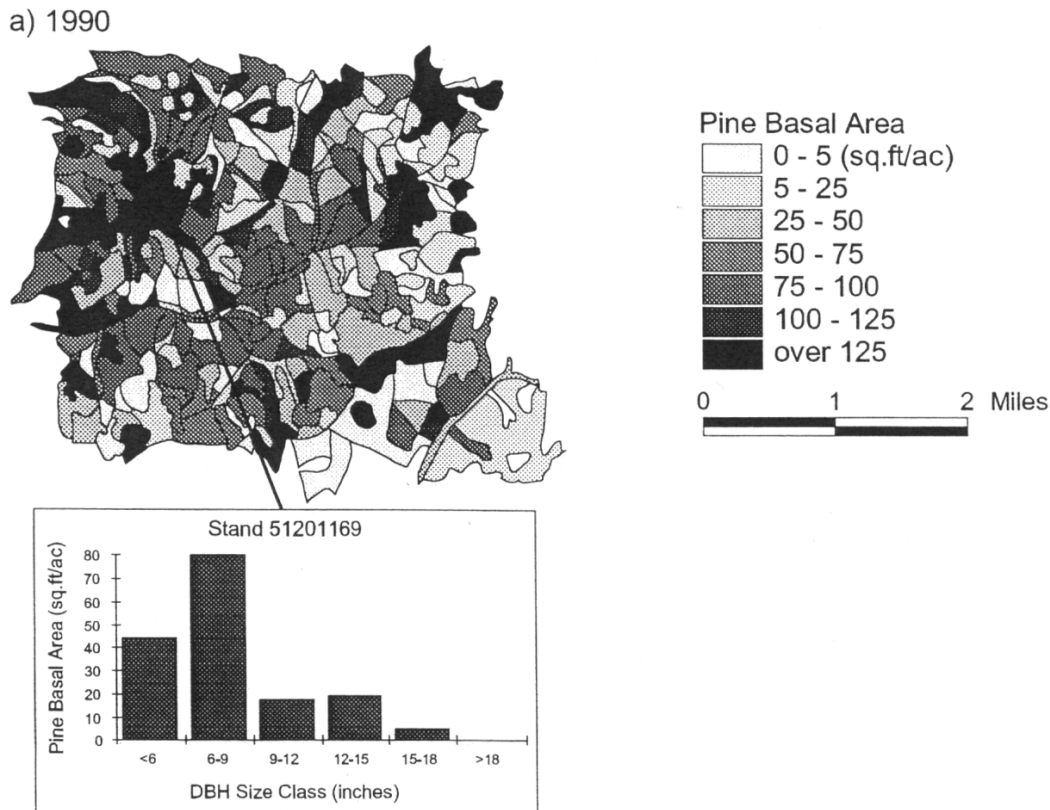 a) 1990
Pine Basal Area
0 - 5 (sq.ft/ac)
5 - 25
25 - 50
50 - 75
75 - 100
100 - 125
over 125
0 1 2 Miles
Stand 51201169
Pine Basal Area (sq.ft/ac)
80
70
60
50
40
30
20
10
0
<6 6-9 9-12 12-15 15-18 >18
DBH Size Class (inches)